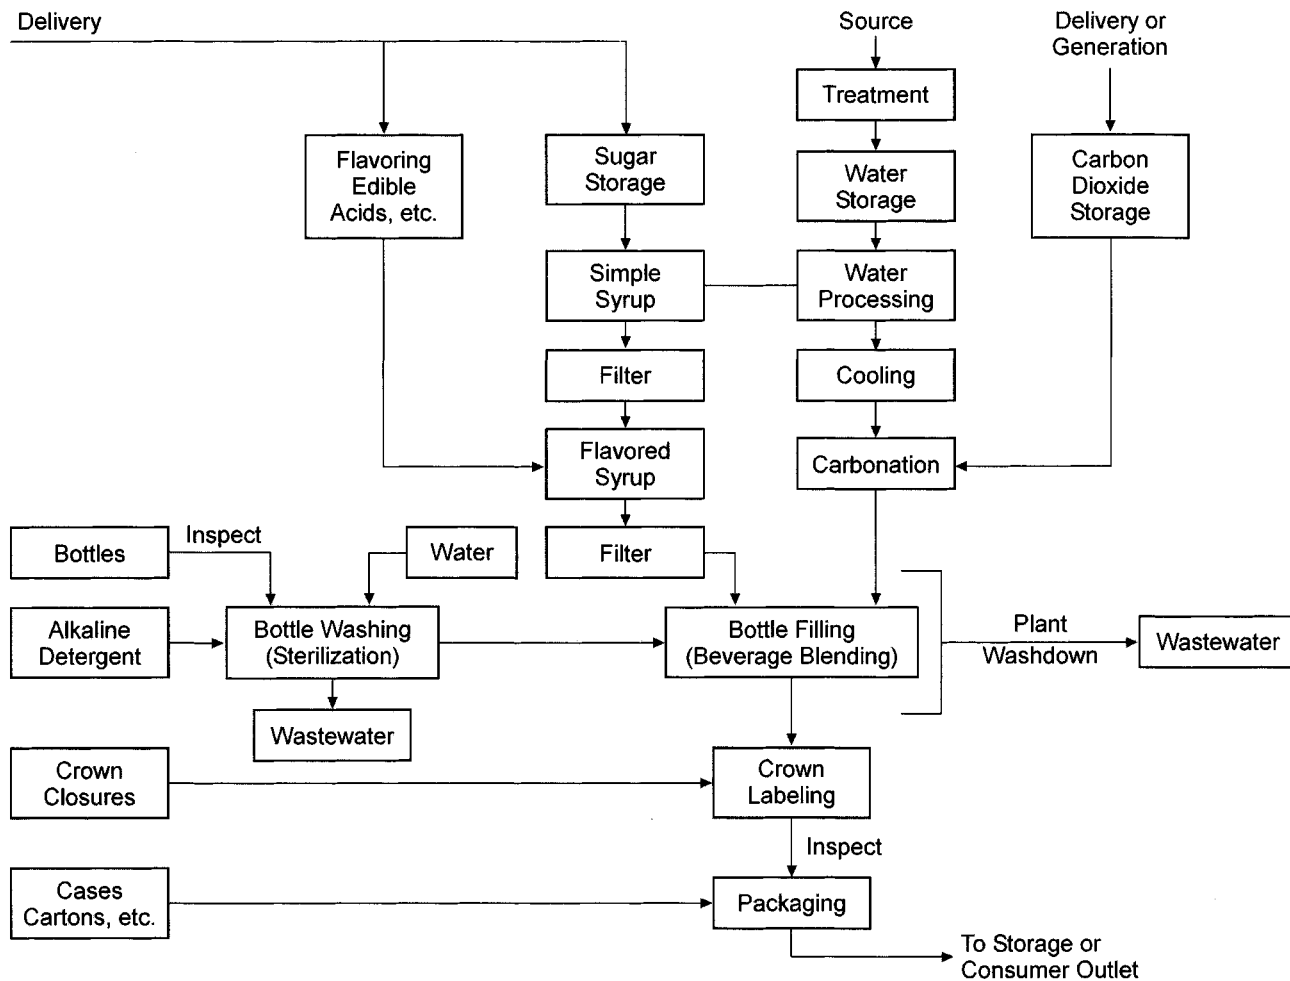 Delivery
Source
Delivery or
Generation
Treatment
Flavoring
Edible
Acids, etc.
Sugar
Storage
Water
Storage
Carbon
Dioxide
Storage
Simple
Syrup
Water
Processing
Filter
Cooling
Flavored
Syrup
Carbonation
Bottles
Inspect
Water
Filter
Alkaline
Detergent
Bottle Washing
(Sterilization)
Bottle Filling
(Beverage Blending)
Plant
Washdown
Wastewater
Wastewater
Crown
Closures
Crown
Labeling
Inspect
Cases
Cartons, etc.
Packaging
To Storage or
Consumer Outlet